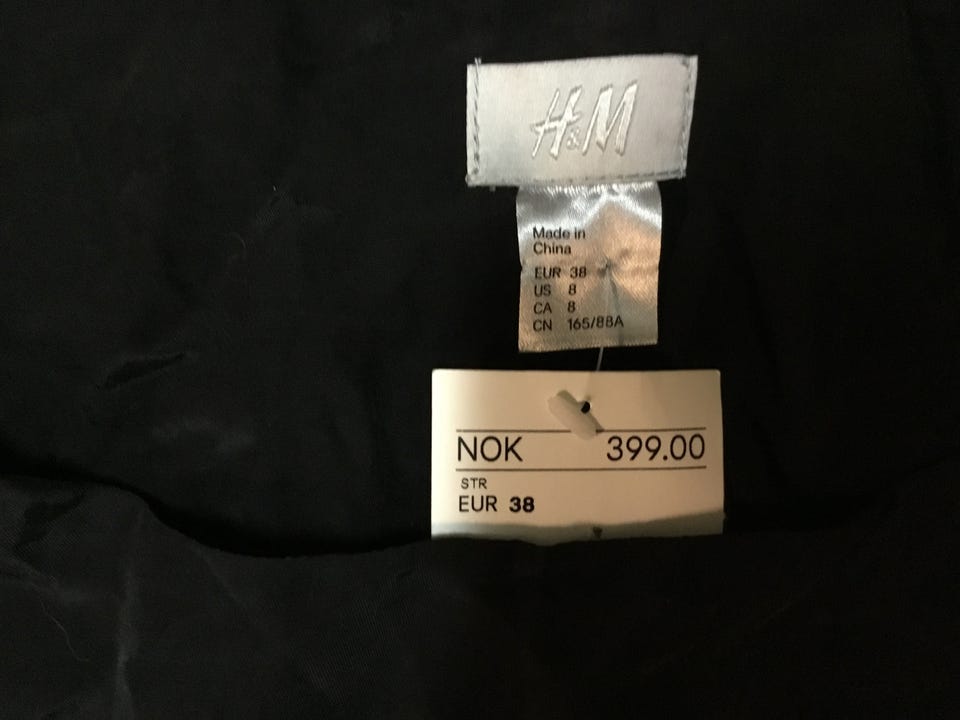 H&M
Made in
China
EUR 38
US 8
CA 8
CN 165/88A
NOK 399.00
STR
EUR 38